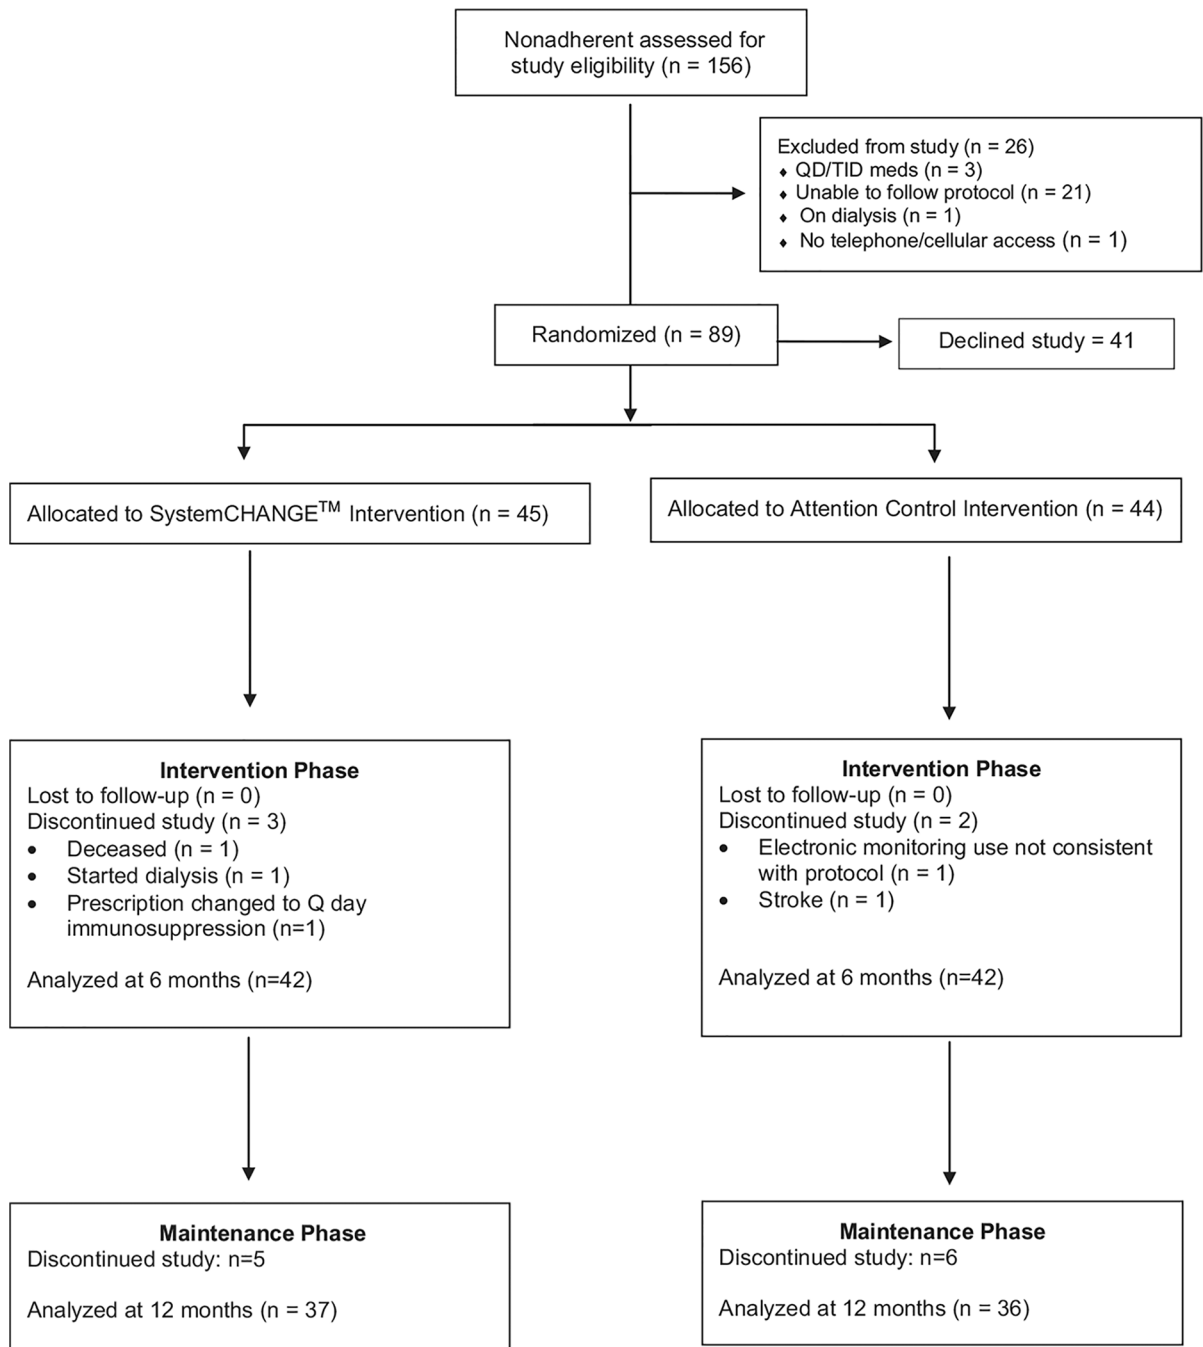 Nonadherent assessed for
study eligibility (n = 156)
Excluded from study (n = 26)
♦ QD/TID meds (n = 3)
♦ Unable to follow protocol (n = 21)
♦ On dialysis (n = 1)
♦ No telephone/cellular access (n = 1)
Randomized (n = 89)
Declined study = 41
Allocated to SystemCHANGE™ Intervention (n = 45)
Allocated to Attention Control Intervention (n = 44)
Intervention Phase
Lost to follow-up (n = 0)
Discontinued study (n = 3)
• Deceased (n = 1)
• Started dialysis (n = 1)
• Prescription changed to Q day
immunosuppression (n=1)
Analyzed at 6 months (n=42)
Intervention Phase
Lost to follow-up (n = 0)
Discontinued study (n = 2)
• Electronic monitoring use not consistent
with protocol (n = 1)
• Stroke (n = 1)
Analyzed at 6 months (n=42)
Maintenance Phase
Discontinued study: n=5
Analyzed at 12 months (n = 37)
Maintenance Phase
Discontinued study: n=6
Analyzed at 12 months (n = 36)